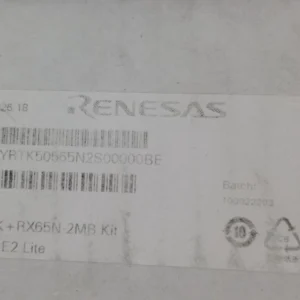 RENESAS
YRTK50565N2S00000BE
Batch:
K+RX65N-2MB Kit
E2 Lite
10